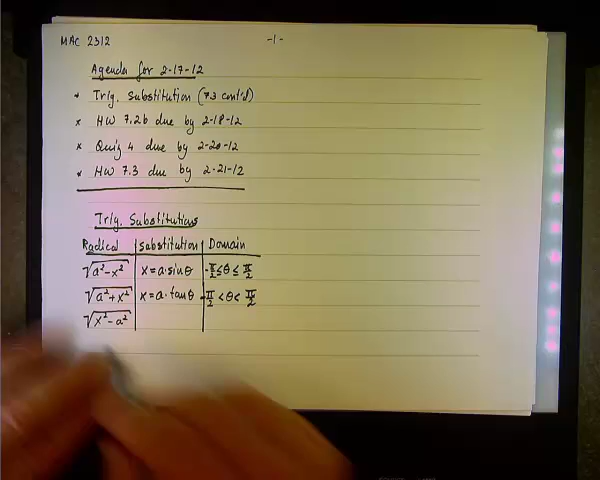 MAC 2312
-1-
Agenda for 2-17-12
* Trig. Substitution (7.3 cont'd)
* HW 7.2b due by 2-18-12
* Quiz 4 due by 2-20-12
* HW 7.3 due by 2-21-12
Trig. Substitutions
Radical substitution Domain
√a²-x² x=a·sinθ -π/2≤θ≤π/2
√a²+x² x=a·tanθ -π/2<θ<π/2
√x²-a²